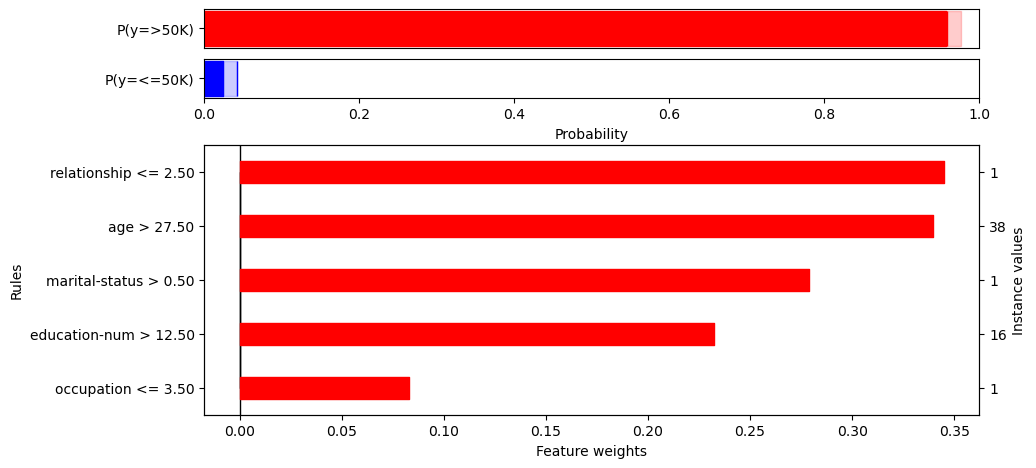 P(y=>50K)
P(y=<=50K)
0.0 0.2 0.4 0.6 0.8 1.0
Probability
relationship <= 2.50 1
age > 27.50 38
marital-status > 0.50 1
education-num > 12.50 16
occupation <= 3.50 1
Rules
Instance values
0.00 0.05 0.10 0.15 0.20 0.25 0.30 0.35
Feature weights